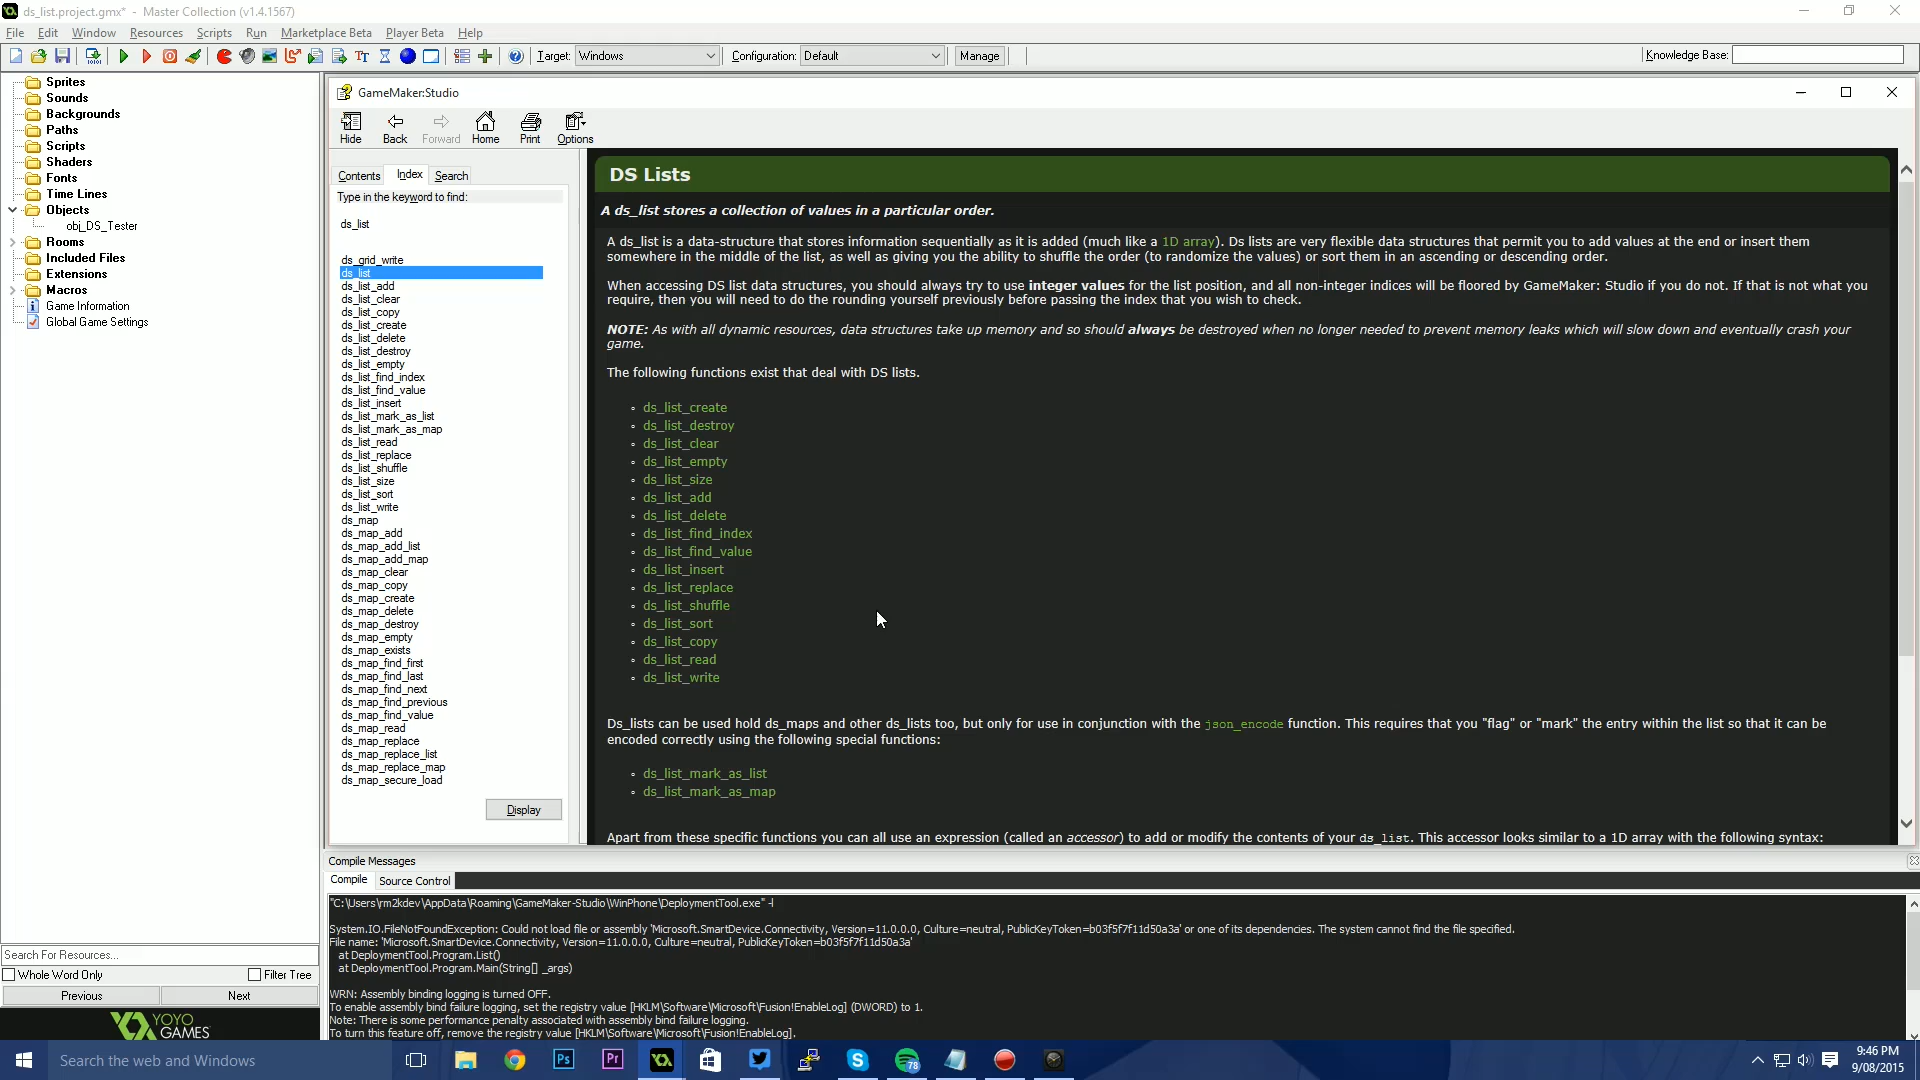 ds_list.project.gmx* - Master Collection (v1.4.1567)
File Edit Window Resources Scripts Run Marketplace Beta Player Beta Help
Target: Windows Configuration: Default Manage Knowledge Base:
Sprites
Sounds
Backgrounds
Paths
Scripts
Shaders
Fonts
Time Lines
Objects
obj_DS_Tester
Rooms
Included Files
Extensions
Macros
Game Information
Global Game Settings
Search For Resources...
Whole Word Only Filter Tree
Previous Next
YOYO
GAMES
GameMaker:Studio
Hide Back Forward Home Print Options
Contents Index Search
Type in the keyword to find:
ds_list
ds_grid_write
ds_list
ds_list_add
ds_list_clear
ds_list_copy
ds_list_create
ds_list_delete
ds_list_destroy
ds_list_empty
ds_list_find_index
ds_list_find_value
ds_list_insert
ds_list_mark_as_list
ds_list_mark_as_map
ds_list_read
ds_list_replace
ds_list_shuffle
ds_list_size
ds_list_sort
ds_list_write
ds_map
ds_map_add
ds_map_add_list
ds_map_add_map
ds_map_clear
ds_map_copy
ds_map_create
ds_map_delete
ds_map_destroy
ds_map_empty
ds_map_exists
ds_map_find_first
ds_map_find_last
ds_map_find_next
ds_map_find_previous
ds_map_find_value
ds_map_read
ds_map_replace
ds_map_replace_list
ds_map_replace_map
ds_map_secure_load
Display
DS Lists
A ds_list stores a collection of values in a particular order.
A ds_list is a data-structure that stores information sequentially as it is added (much like a 1D array). Ds lists are very flexible data structures that permit you to add values at the end or insert them
somewhere in the middle of the list, as well as giving you the ability to shuffle the order (to randomize the values) or sort them in an ascending or descending order.
When accessing DS list data structures, you should always try to use integer values for the list position, and all non-integer indices will be floored by GameMaker: Studio if you do not. If that is not what you
require, then you will need to do the rounding yourself previously before passing the index that you wish to check.
NOTE: As with all dynamic resources, data structures take up memory and so should always be destroyed when no longer needed to prevent memory leaks which will slow down and eventually crash your
game.
The following functions exist that deal with DS lists.
ds_list_create
ds_list_destroy
ds_list_clear
ds_list_empty
ds_list_size
ds_list_add
ds_list_delete
ds_list_find_index
ds_list_find_value
ds_list_insert
ds_list_replace
ds_list_shuffle
ds_list_sort
ds_list_copy
ds_list_read
ds_list_write
Ds_lists can be used hold ds_maps and other ds_lists too, but only for use in conjunction with the json_encode function. This requires that you "flag" or "mark" the entry within the list so that it can be
encoded correctly using the following special functions:
ds_list_mark_as_list
ds_list_mark_as_map
Apart from these specific functions you can all use an expression (called an accessor) to add or modify the contents of your ds_list. This accessor looks similar to a 1D array with the following syntax:
Compile Messages
Compile Source Control
"C:\Users\rm2kdev\AppData\Roaming\GameMaker-Studio\WinPhone\DeploymentTool.exe" -l
System.IO.FileNotFoundException: Could not load file or assembly 'Microsoft.SmartDevice.Connectivity, Version=11.0.0.0, Culture=neutral, PublicKeyToken=b03f5f7f11d50a3a' or one of its dependencies. The system cannot find the file specified.
File name: 'Microsoft.SmartDevice.Connectivity, Version=11.0.0.0, Culture=neutral, PublicKeyToken=b03f5f7f11d50a3a'
at DeploymentTool.Program.List()
at DeploymentTool.Program.Main(String[] _args)
WRN: Assembly binding logging is turned OFF.
To enable assembly bind failure logging, set the registry value [HKLM\Software\Microsoft\Fusion!EnableLog] (DWORD) to 1.
Note: There is some performance penalty associated with assembly bind failure logging.
To turn this feature off, remove the registry value [HKLM\Software\Microsoft\Fusion!EnableLog].
Search the web and Windows
Ps
Pr
78
9:46 PM
9/08/2015